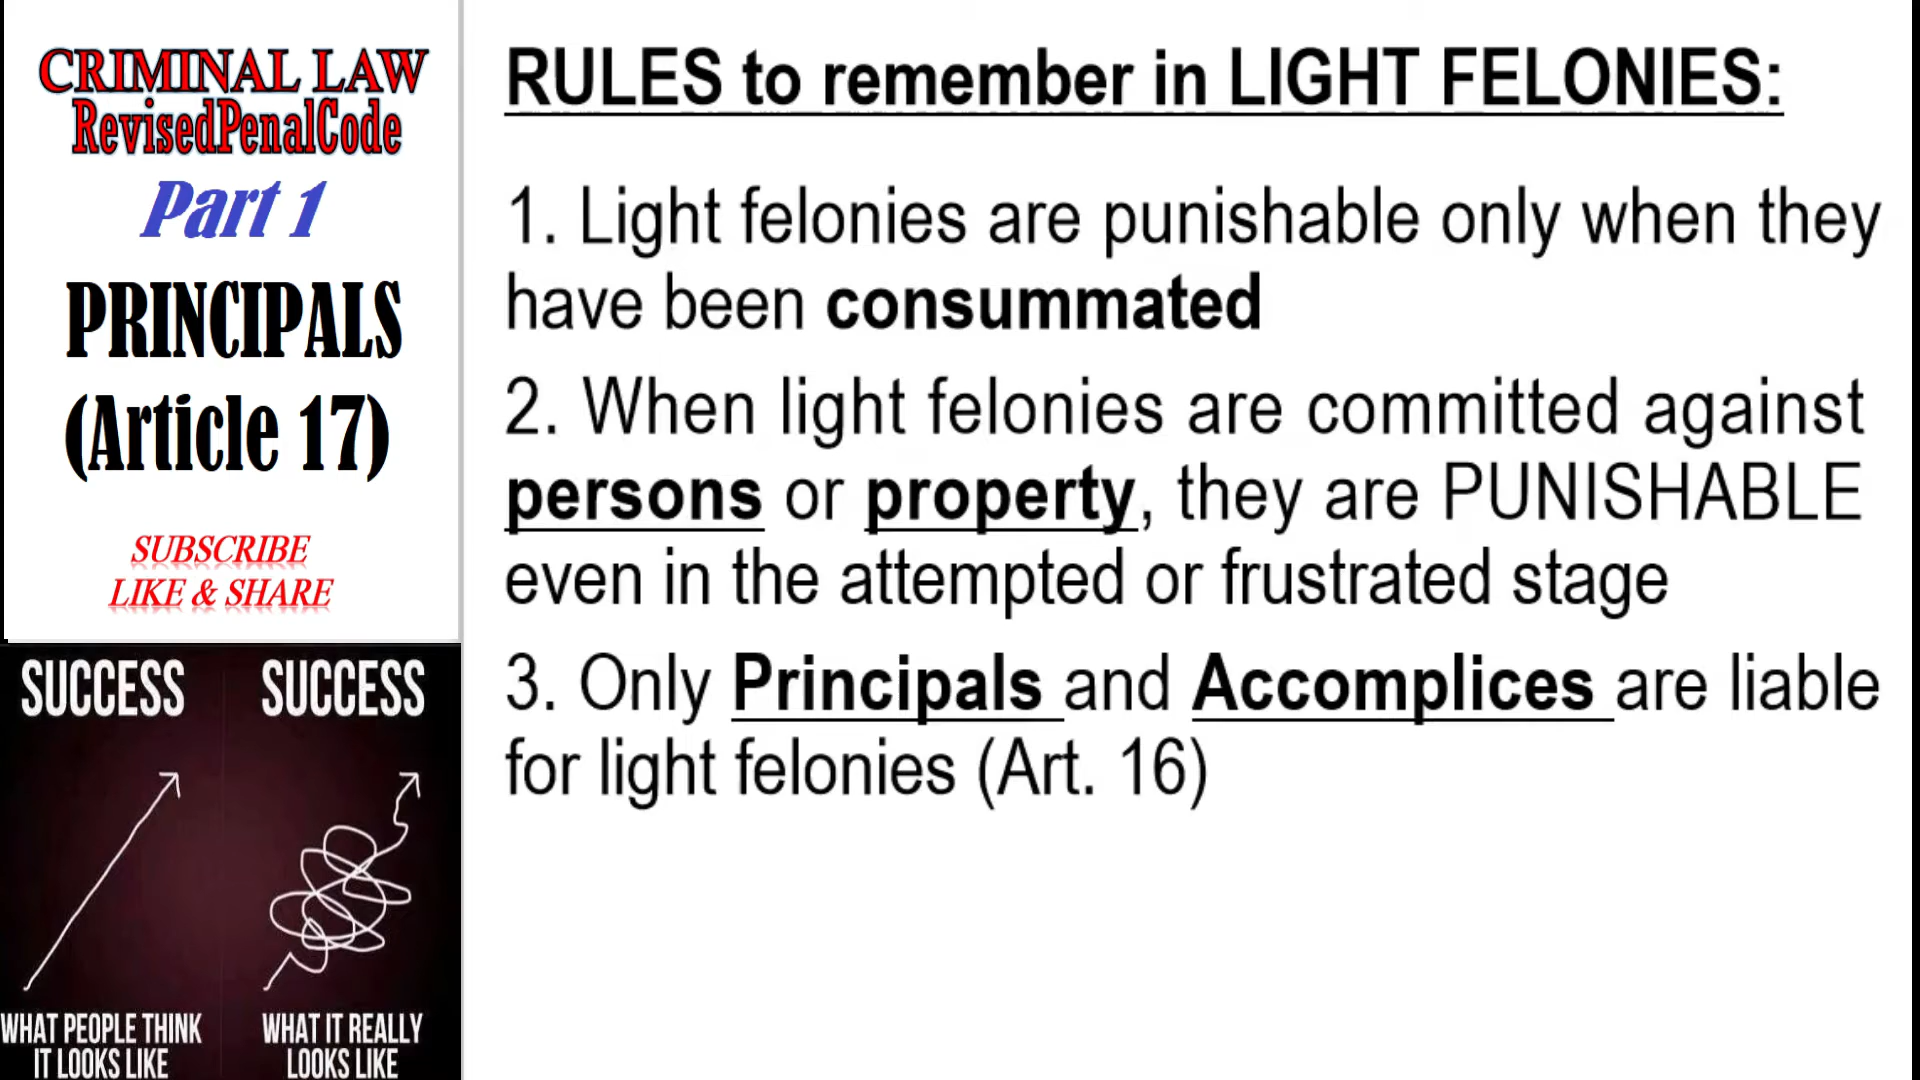 CRIMINAL LAW
RevisedPenalCode
Part 1
PRINCIPALS
(Article 17)
SUBSCRIBE
LIKE & SHARE
SUCCESS
WHAT PEOPLE THINK
IT LOOKS LIKE
SUCCESS
WHAT IT REALLY
LOOKS LIKE
RULES to remember in LIGHT FELONIES:
1. Light felonies are punishable only when they
have been consummated
2. When light felonies are committed against
persons or property, they are PUNISHABLE
even in the attempted or frustrated stage
3. Only Principals and Accomplices are liable
for light felonies (Art. 16)